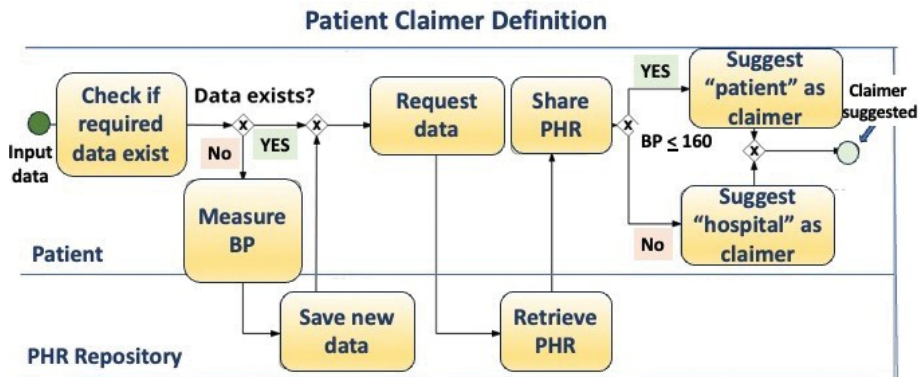 Patient Claimer Definition
Check if
required
data exist
Input
data
Data exists?
x
No
YES
x
Measure
BP
Request
data
Share
PHR
x
YES
BP ≤ 160
No
Suggest
“patient” as
claimer
Claimer
suggested
x
Suggest
“hospital” as
claimer
Patient
Save new
data
Retrieve
PHR
PHR Repository